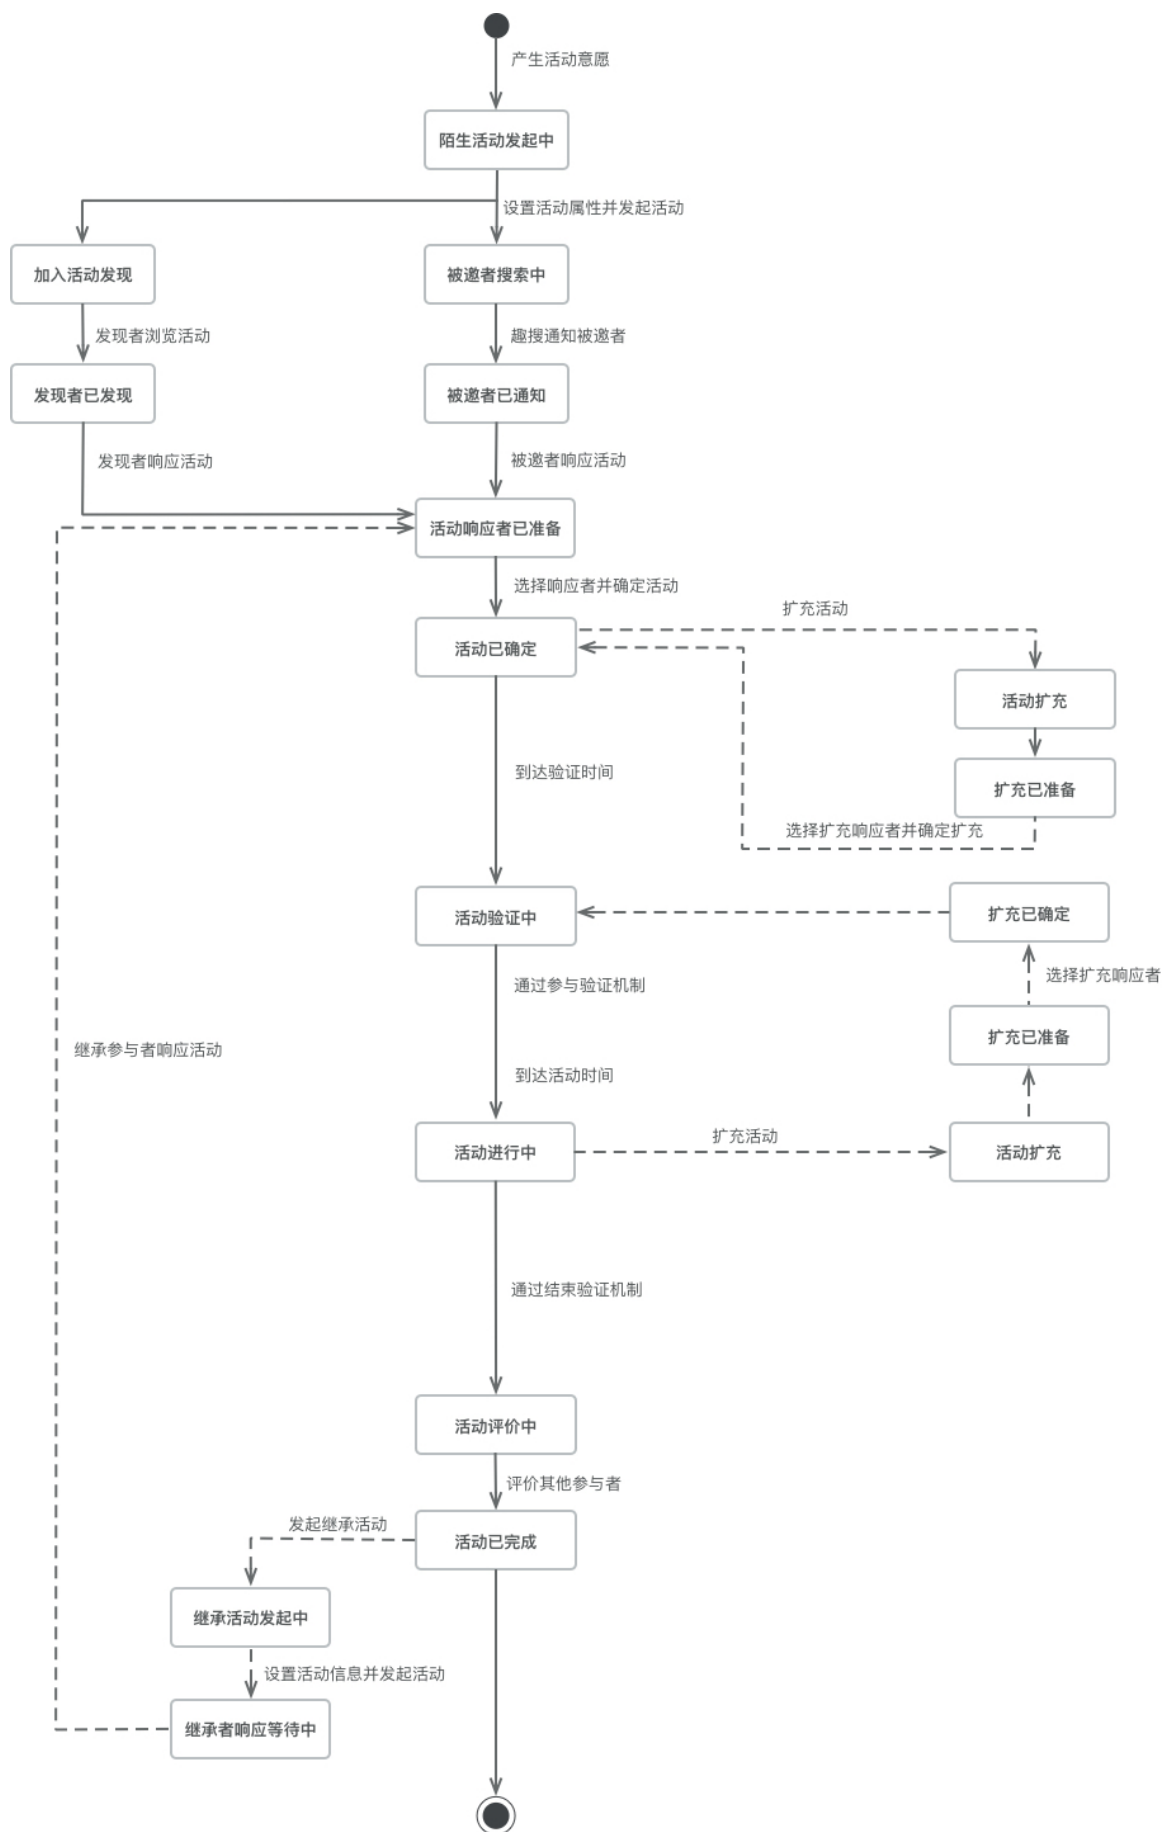 产生活动意愿
陌生活动发起中
设置活动属性并发起活动
加入活动发现
被邀者搜索中
发现者浏览活动
趣搜通知被邀者
发现者已发现
被邀者已通知
发现者响应活动
被邀者响应活动
活动响应者已准备
选择响应者并确定活动
扩充活动
活动已确定
活动扩充
到达验证时间
扩充已准备
选择扩充响应者并确定扩充
活动验证中
扩充已确定
通过参与验证机制
选择扩充响应者
扩充已准备
继承参与者响应活动
到达活动时间
扩充活动
活动进行中
活动扩充
通过结束验证机制
活动评价中
评价其他参与者
发起继承活动
活动已完成
继承活动发起中
设置活动信息并发起活动
继承者响应等待中